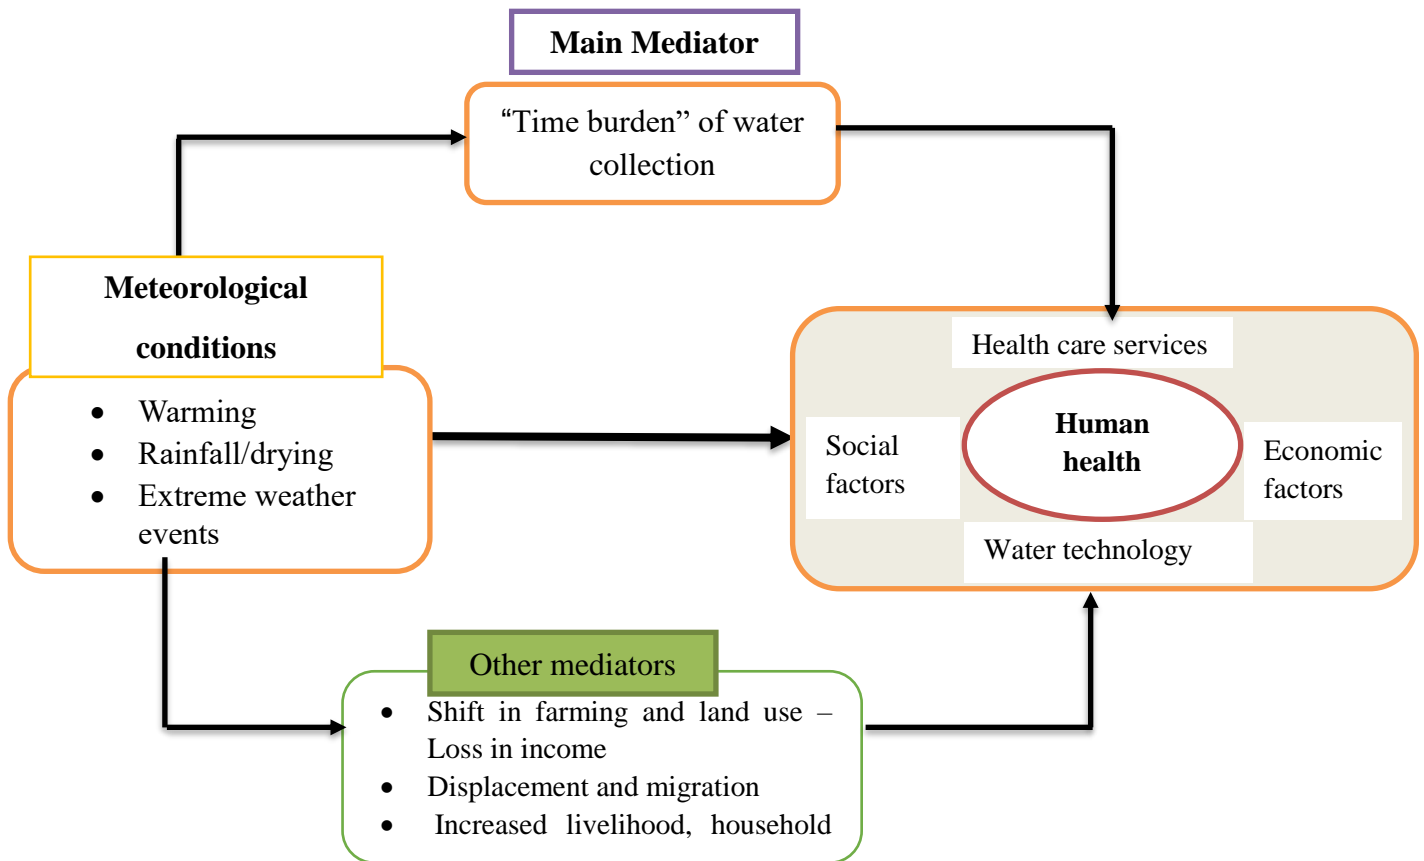 Main Mediator
“Time burden” of water
collection
Meteorological
conditions
• Warming
• Rainfall/drying
• Extreme weather
events
Health care services
Social
factors
Human
health
Economic
factors
Water technology
Other mediators
• Shift in farming and land use –
Loss in income
• Displacement and migration
• Increased livelihood, household